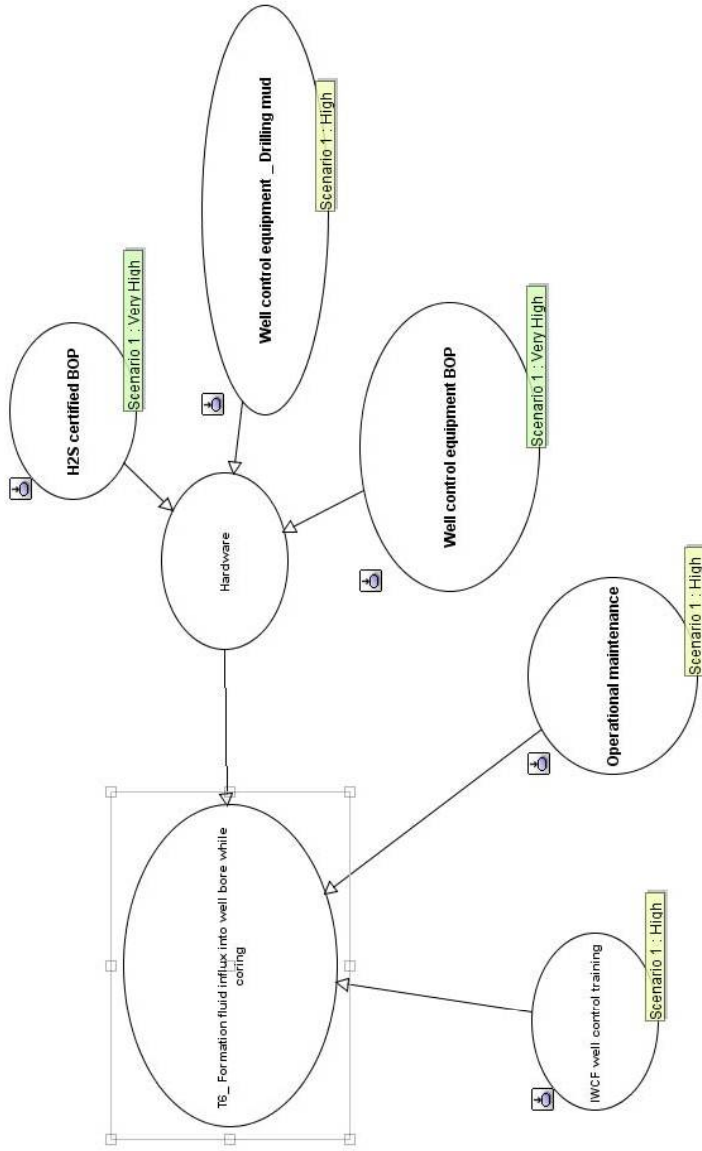 H2S certified BOP
Scenario 1 : Very High
Well control equipment _ Drilling mud
Scenario 1 : High
Hardware
Well control equipment BOP
Scenario 1 : Very High
T6_ Formation fluid influx into well bore while
coring
Operational maintenance
Scenario 1 : High
IWCF well control training
Scenario 1 : High